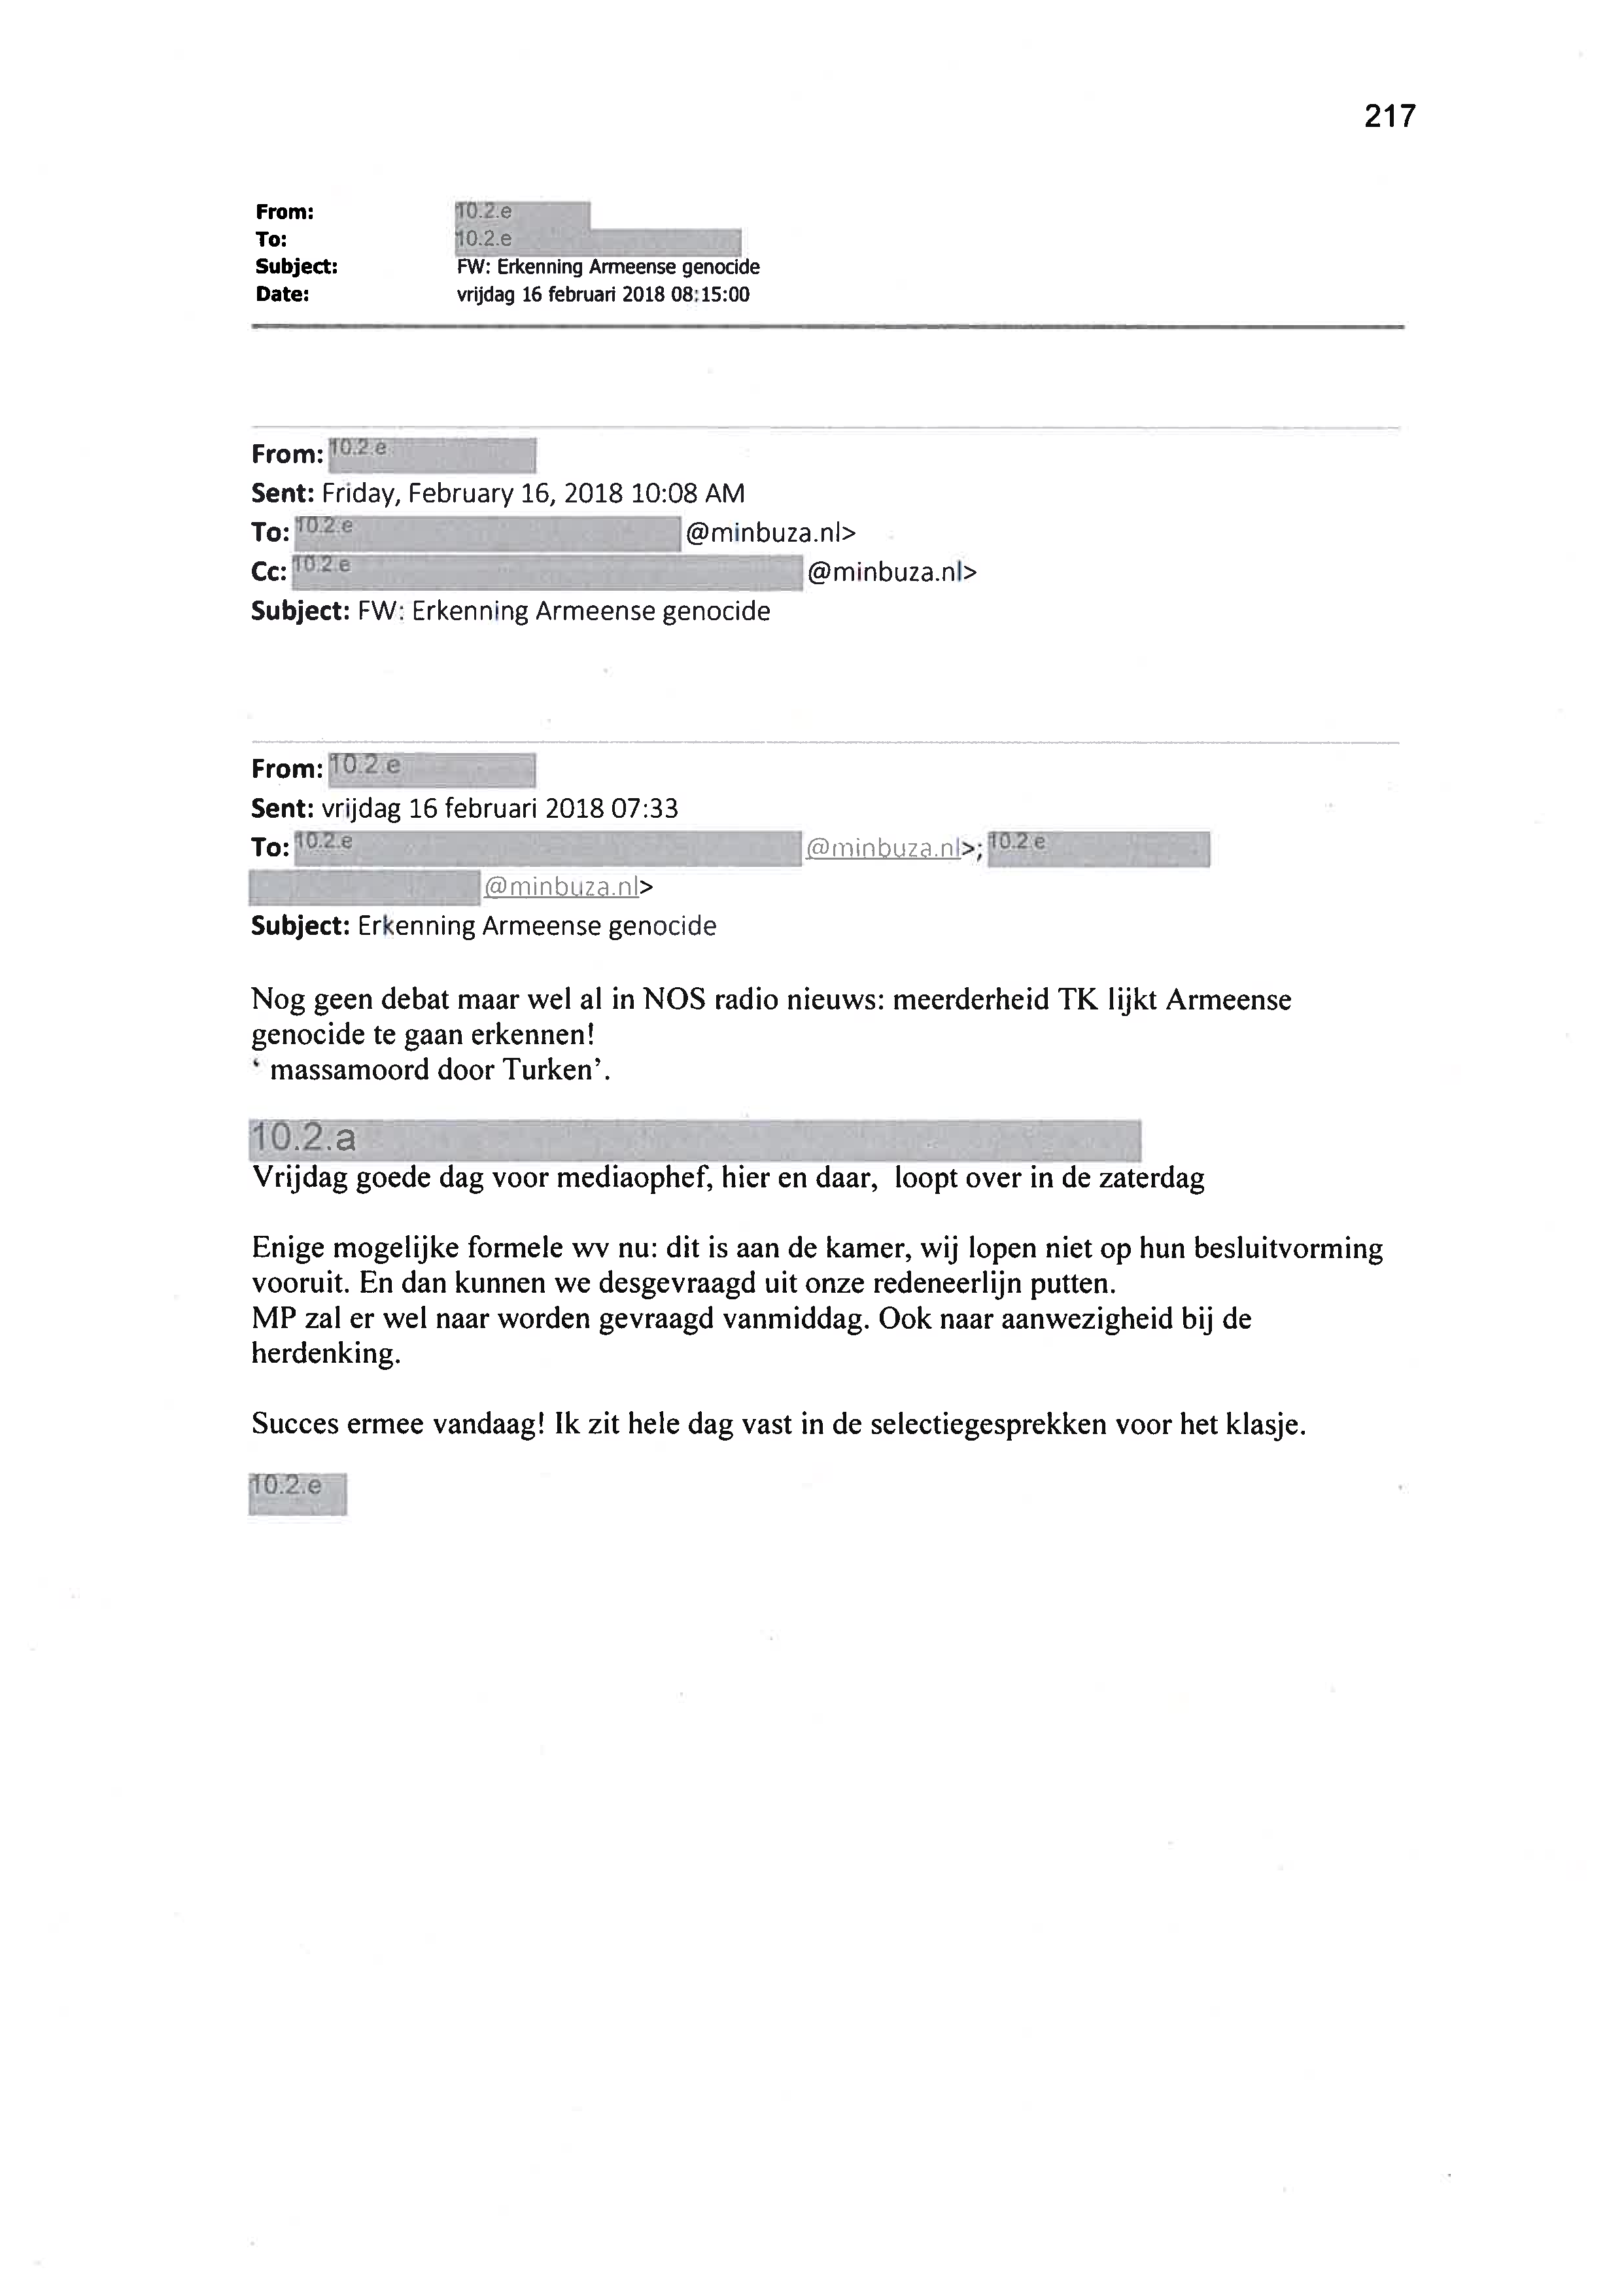 217
From: 10.2.e
To: 10.2.e
Subject: FW: Erkenning Armeense genocide
Date: vrijdag 16 februari 2018 08:15:00
From: 10.2.e
Sent: Friday, February 16, 2018 10:08 AM
To: 10.2.e @minbuza.nl>
Cc: 10.2.e @minbuza.nl>
Subject: FW: Erkenning Armeense genocide
From: 10.2.e
Sent: vrijdag 16 februari 2018 07:33
To: 10.2.e @minbuza.nl>; 10.2.e
@minbuza.nl>
Subject: Erkenning Armeense genocide
Nog geen debat maar wel al in NOS radio nieuws: meerderheid TK lijkt Armeense
genocide te gaan erkennen!
‘ massamoord door Turken’.
10.2.a
Vrijdag goede dag voor mediaophef, hier en daar, loopt over in de zaterdag
Enige mogelijke formele wv nu: dit is aan de kamer, wij lopen niet op hun besluitvorming
vooruit. En dan kunnen we desgevraagd uit onze redeneerlijn putten.
MP zal er wel naar worden gevraagd vanmiddag. Ook naar aanwezigheid bij de
herdenking.
Succes ermee vandaag! Ik zit hele dag vast in de selectiegesprekken voor het klasje.
10.2.e